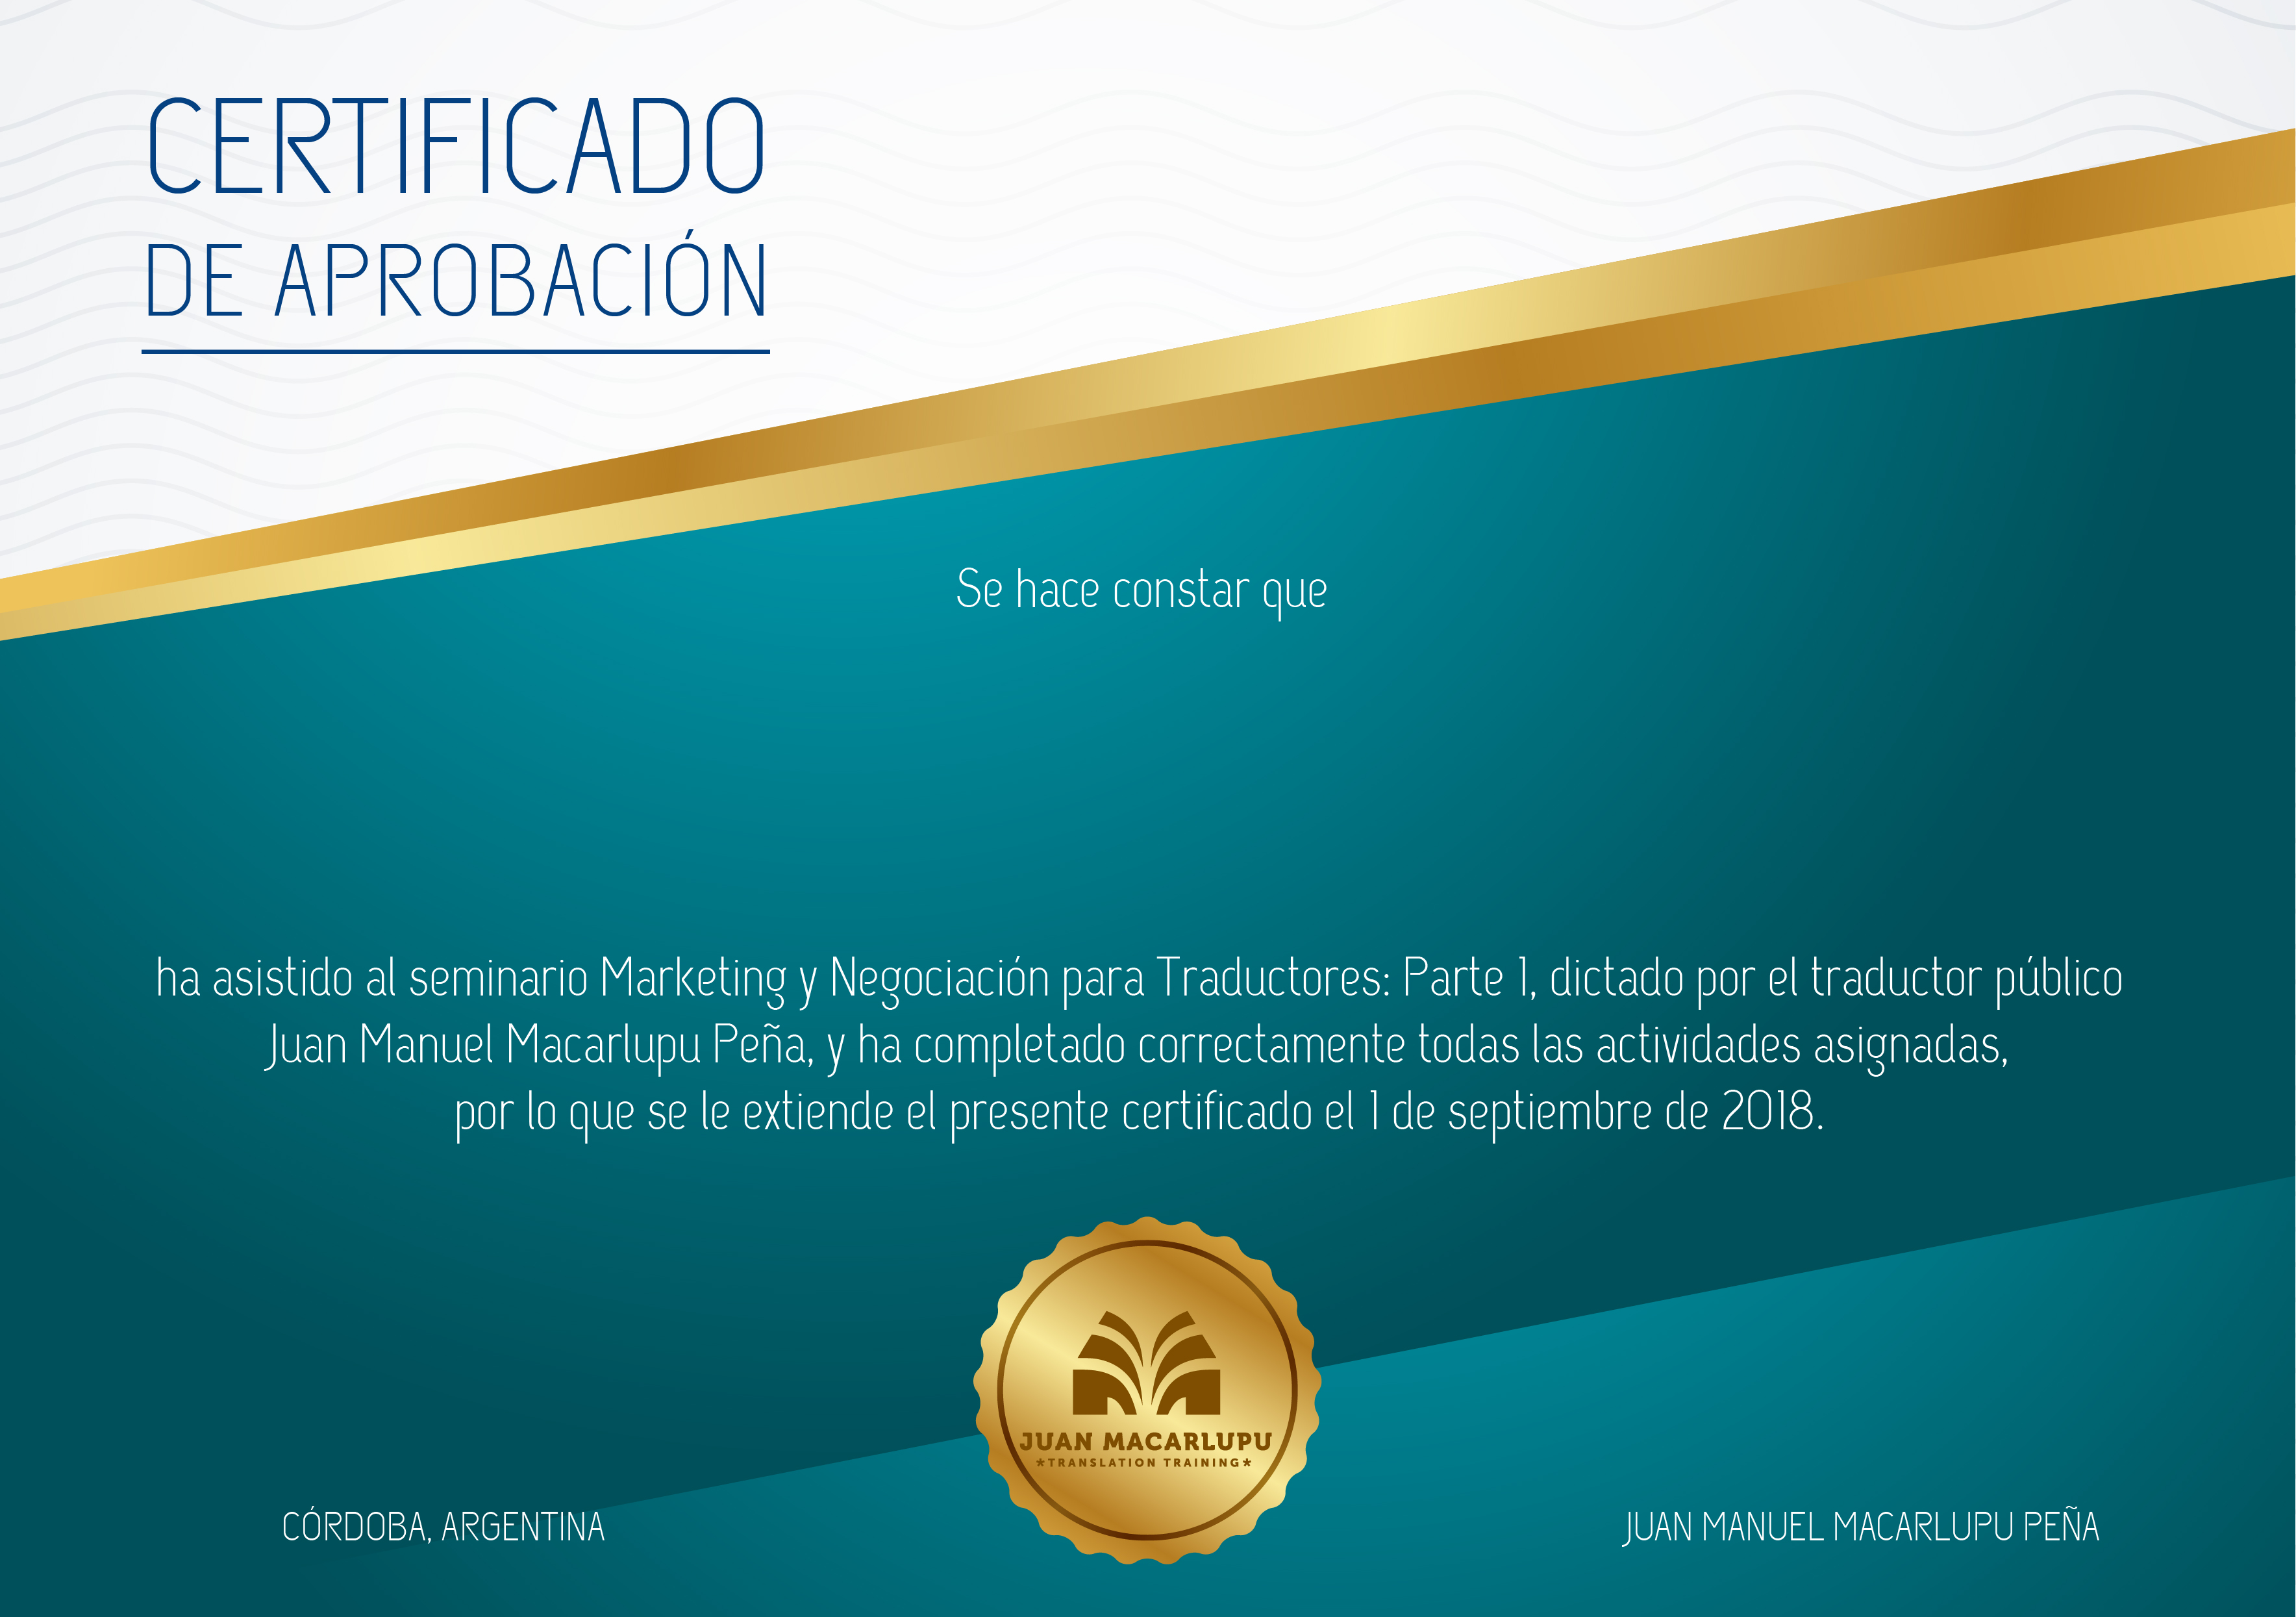 CERTIFICADO
DE APROBACIÓN
Se hace constar que
ha asistido al seminario Marketing y Negociación para Traductores: Parte 1, dictado por el traductor público
Juan Manuel Macarlupu Peña, y ha completado correctamente todas las actividades asignadas,
por lo que se le extiende el presente certificado el 1 de septiembre de 2018.
JUAN MACARLUPU
*TRANSLATION TRAINING*
CÓRDOBA, ARGENTINA
JUAN MANUEL MACARLUPU PEÑA